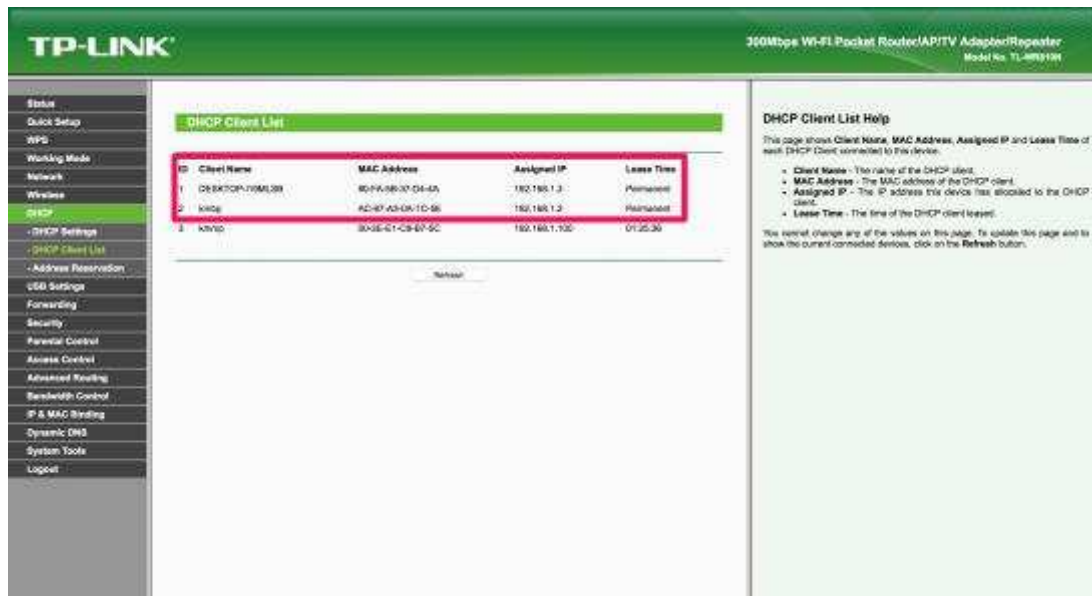 TP-LINK
300Mbps Wi-Fi Pocket Router/AP/TV Adapter/Repeater
Model No.
Status
Quick Setup
WPS
Working Mode
Network
Wireless
DHCP
- DHCP Settings
- DHCP Client List
- Address Reservation
USB Settings
Forwarding
Security
Parental Control
Access Control
Advanced Routing
Bandwidth Control
IP & MAC Binding
Dynamic DNS
System Tools
Logout
DHCP Client List
ID Client Name MAC Address Assigned IP Lease Time
1 Permanent
2 Permanent
3 192.168.1.100
Refresh
DHCP Client List Help
This page shows Client Name, MAC Address, Assigned IP and Lease Time of
each DHCP Client connected to this device.
• Client Name - The name of the DHCP client.
• MAC Address - The MAC address of the DHCP client.
• Assigned IP - The IP address this device has allocated to the DHCP
client.
• Lease Time - The time of the DHCP client leased.
You cannot change any of the values on this page. To update this page and to
show the current connected devices, click on the Refresh button.